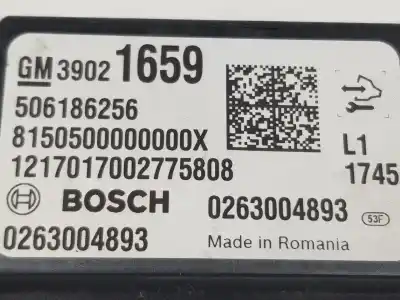 GM 3902 1659
506186256
8150500000000X
L1
1217017002775808
1745
BOSCH 0263004893 53F
0263004893 Made in Romania